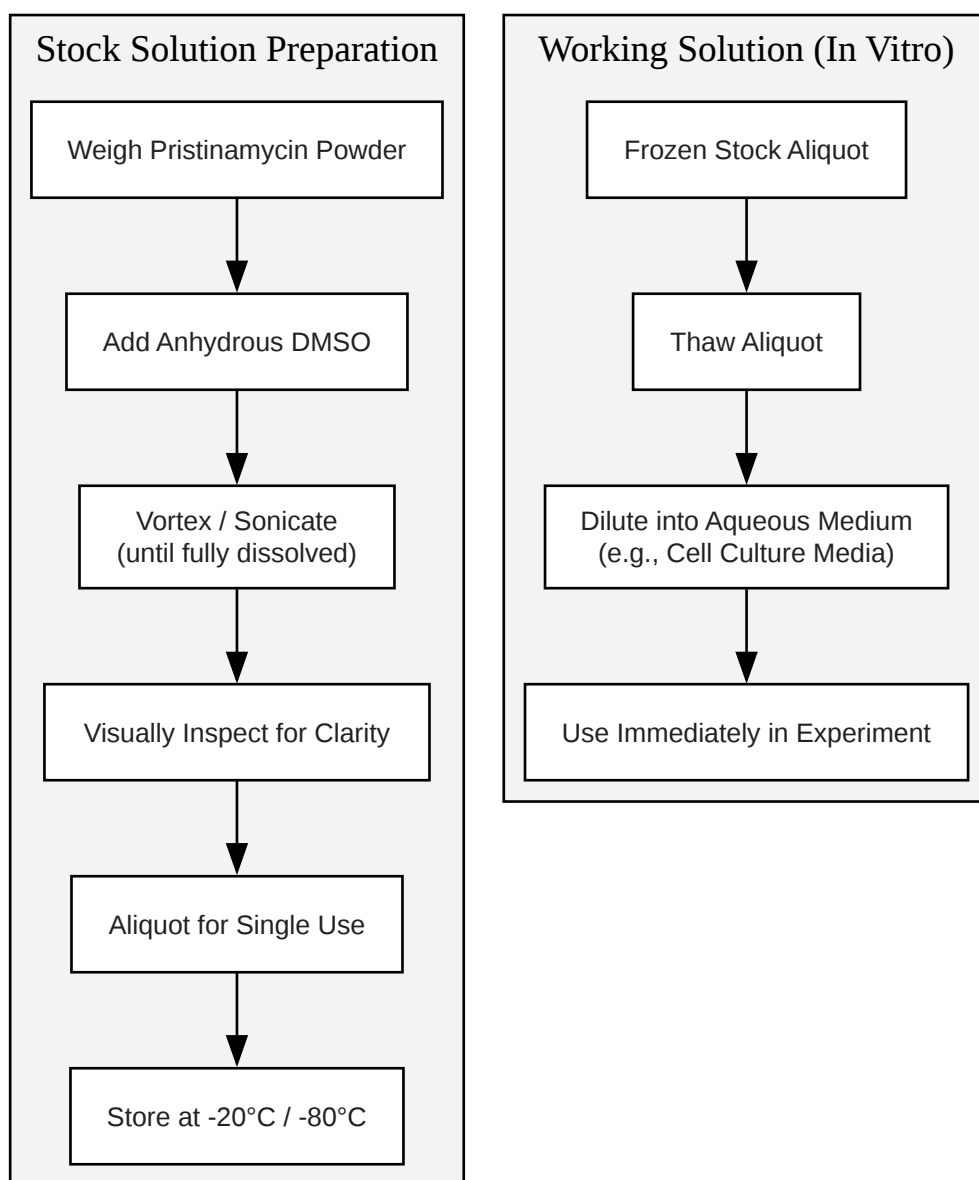 Stock Solution Preparation
Weigh Pristinamycin Powder
Add Anhydrous DMSO
Vortex / Sonicate
(until fully dissolved)
Visually Inspect for Clarity
Aliquot for Single Use
Store at -20°C / -80°C
Working Solution (In Vitro)
Frozen Stock Aliquot
Thaw Aliquot
Dilute into Aqueous Medium
(e.g., Cell Culture Media)
Use Immediately in Experiment